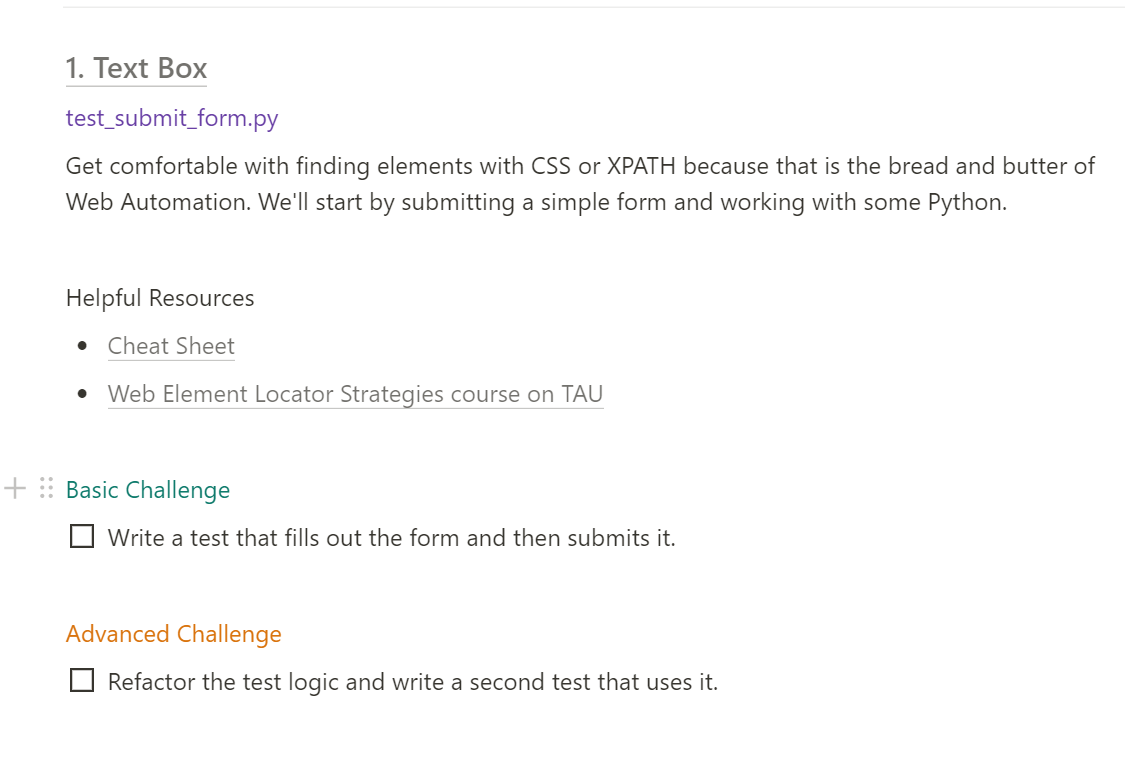 1. Text Box
test_submit_form.py
Get comfortable with finding elements with CSS or XPATH because that is the bread and butter of
Web Automation. We'll start by submitting a simple form and working with some Python.
Helpful Resources
Cheat Sheet
Web Element Locator Strategies course on TAU
Basic Challenge
Write a test that fills out the form and then submits it.
Advanced Challenge
Refactor the test logic and write a second test that uses it.